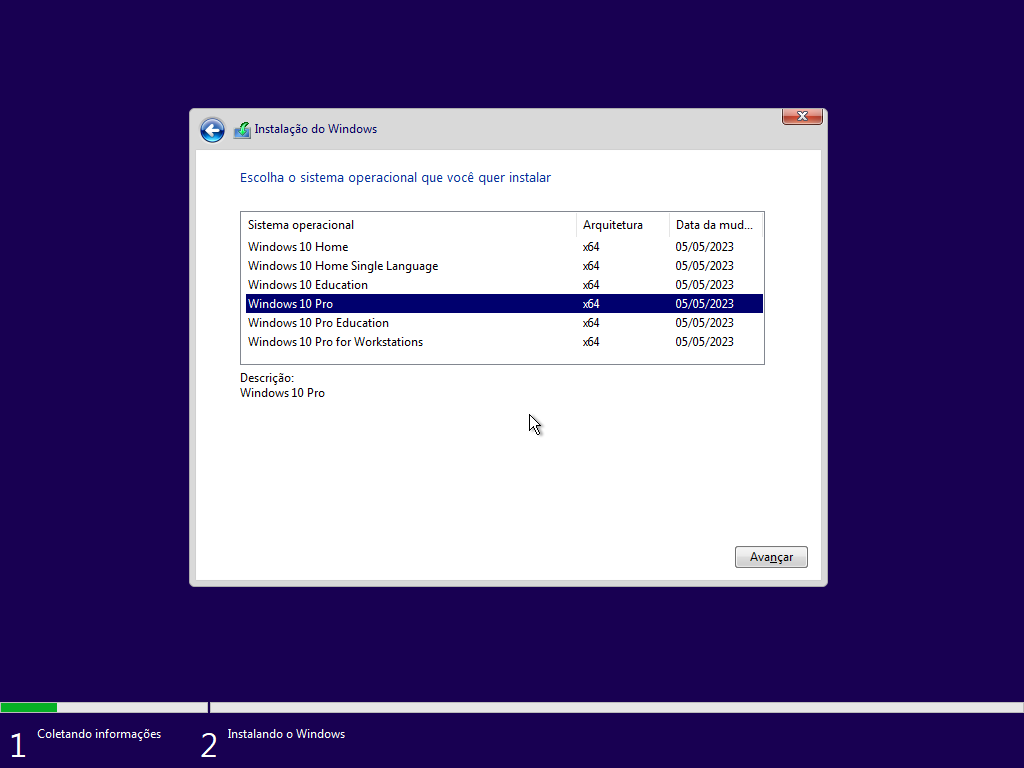 Instalação do Windows
Escolha o sistema operacional que você quer instalar
Sistema operacional Arquitetura Data da mud...
Windows 10 Home x64 05/05/2023
Windows 10 Home Single Language x64 05/05/2023
Windows 10 Education x64 05/05/2023
Windows 10 Pro x64 05/05/2023
Windows 10 Pro Education x64 05/05/2023
Windows 10 Pro for Workstations x64 05/05/2023
Descrição:
Windows 10 Pro
Avançar
1 Coletando informações 2 Instalando o Windows